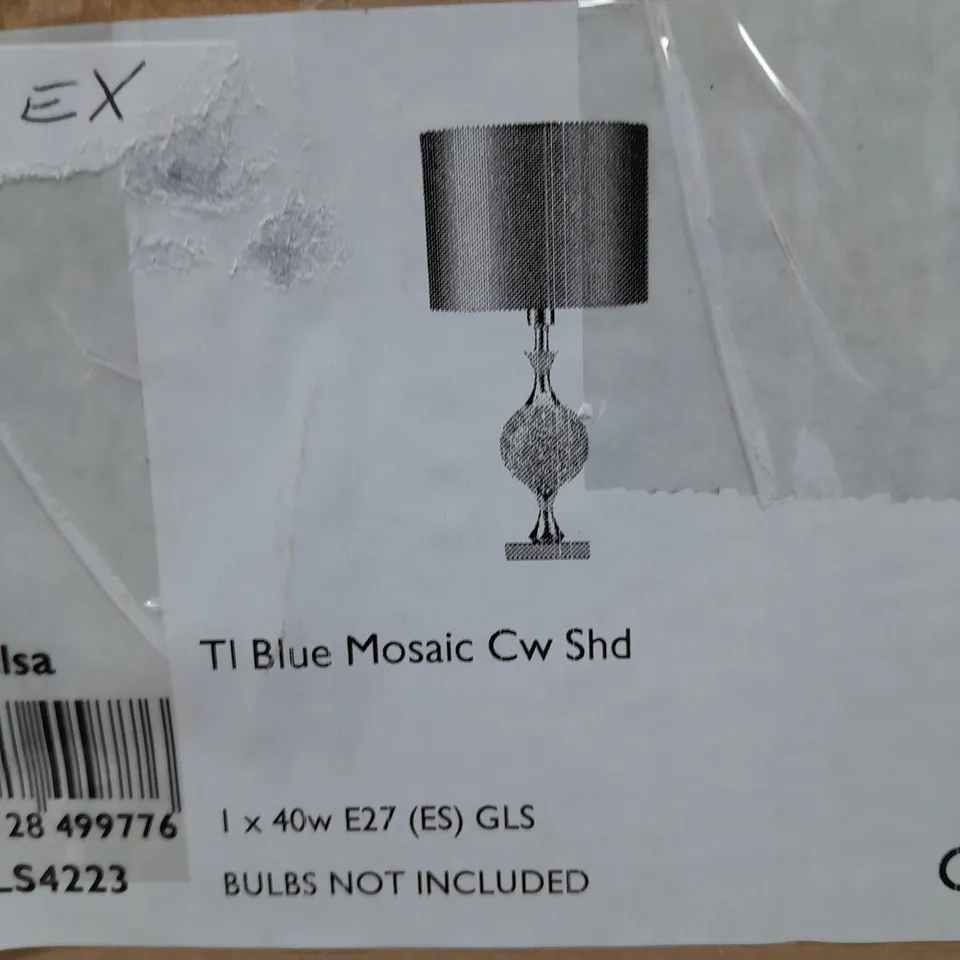 EX
lsa
Tl Blue Mosaic Cw Shd
28 499776
1 x 40w E27 (ES) GLS
LS4223
BULBS NOT INCLUDED